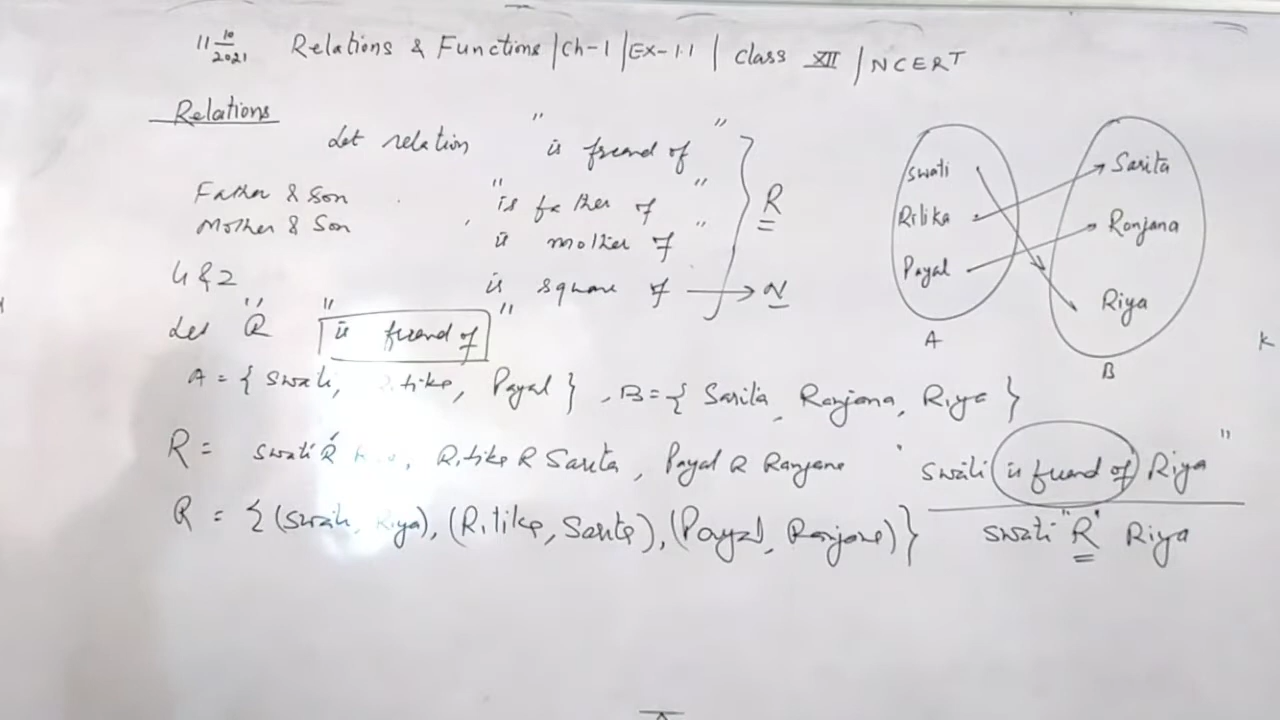 11 10/2021 Relations & Functions | Ch-1 | Ex-1.1 | Class XII | NCERT
Relations
Let relation "is friend of"
Father & Son "is father of"
Mother & Son is mother of "
4 & 2 is square of → N
R
Let "R" "is friend of"
A = { Swati, Ritika, Payal }, B = { Sarita, Ranjana, Riya }
R = Swati R, Ritika R Sarita, Payal R Ranjana
R = {(Swati, Riya), (Ritika, Sarita), (Payal, Ranjana)}
Swati
Ritika
Payal
A
Sarita
Ranjana
Riya
B
K
Swati is friend of Riya"
Swati "R" Riya